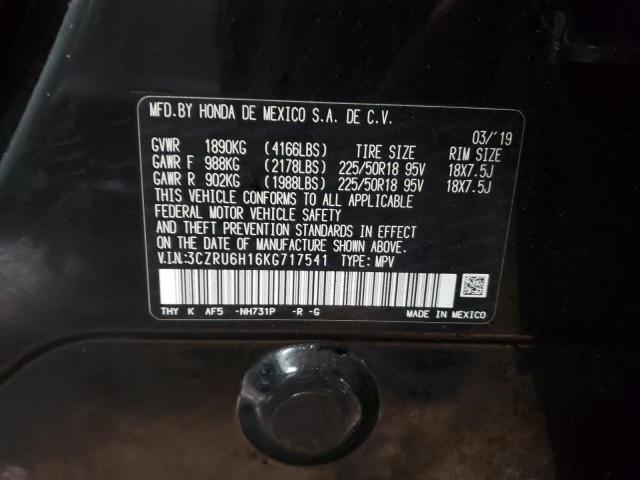 MFD.BY HONDA DE MEXICO S.A. DE C.V.
03/'19
GVWR 1890KG (4166LBS) TIRE SIZE RIM SIZE
GAWR F 988KG (2178LBS) 225/50R18 95V 18X7.5J
GAWR R 902KG (1988LBS) 225/50R18 95V 18X7.5J
THIS VEHICLE CONFORMS TO ALL APPLICABLE
FEDERAL MOTOR VEHICLE SAFETY
AND THEFT PREVENTION STANDARDS IN EFFECT
ON THE DATE OF MANUFACTURE SHOWN ABOVE.
V.I.N:3CZRU6H16KG717541 TYPE: MPV
THY K AF5 -NH731P -R -G MADE IN MEXICO